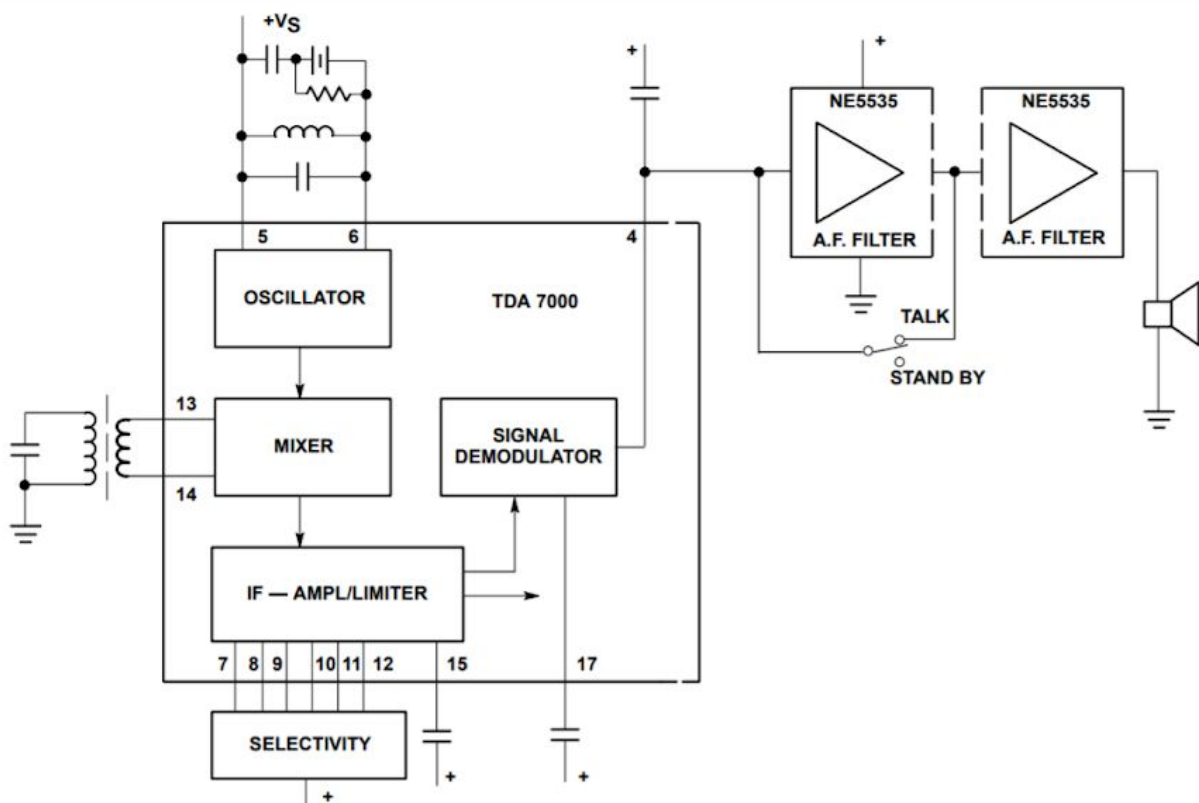 +VS
+
+
NE5535
NE5535
A.F. FILTER
A.F. FILTER
5
6
4
OSCILLATOR
TDA 7000
TALK
STAND BY
13
MIXER
SIGNAL
DEMODULATOR
14
IF — AMPL/LIMITER
7
8
9
10
11
12
15
17
SELECTIVITY
+
+
+